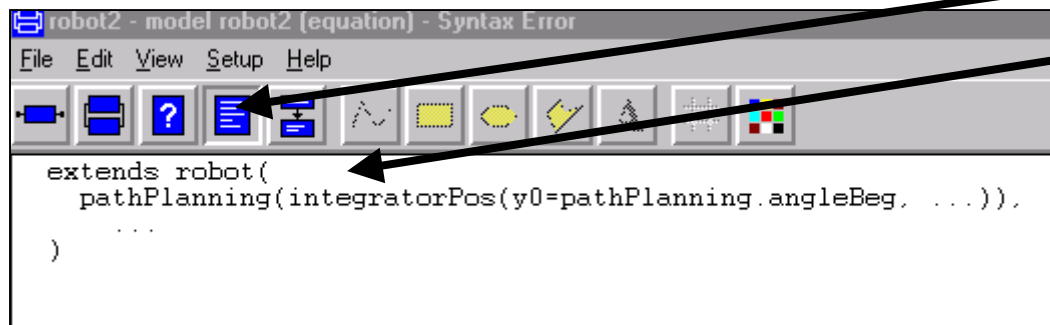 robot2 - model robot2 (equation) - Syntax Error
File Edit View Setup Help
?
extends robot(
pathPlanning(integratorPos(y0=pathPlanning.angleBeg, ...)),
...
)